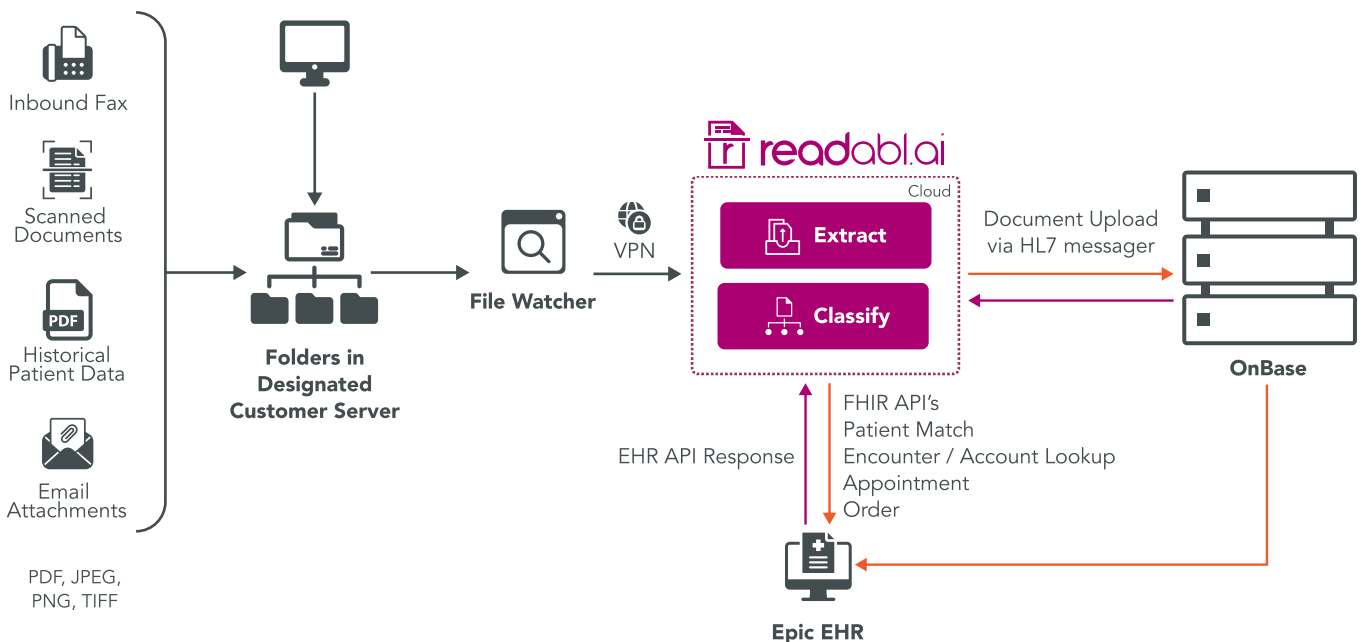 Inbound Fax
Scanned
Documents
PDF
Historical
Patient Data
Email
Attachments
PDF, JPEG,
PNG, TIFF
Folders in
Designated
Customer Server
File Watcher
VPN
r readabl.ai
Cloud
Extract
Classify
Document Upload
via HL7 messager
OnBase
EHR API Response
FHIR API’s
Patient Match
Encounter / Account Lookup
Appointment
Order
Epic EHR